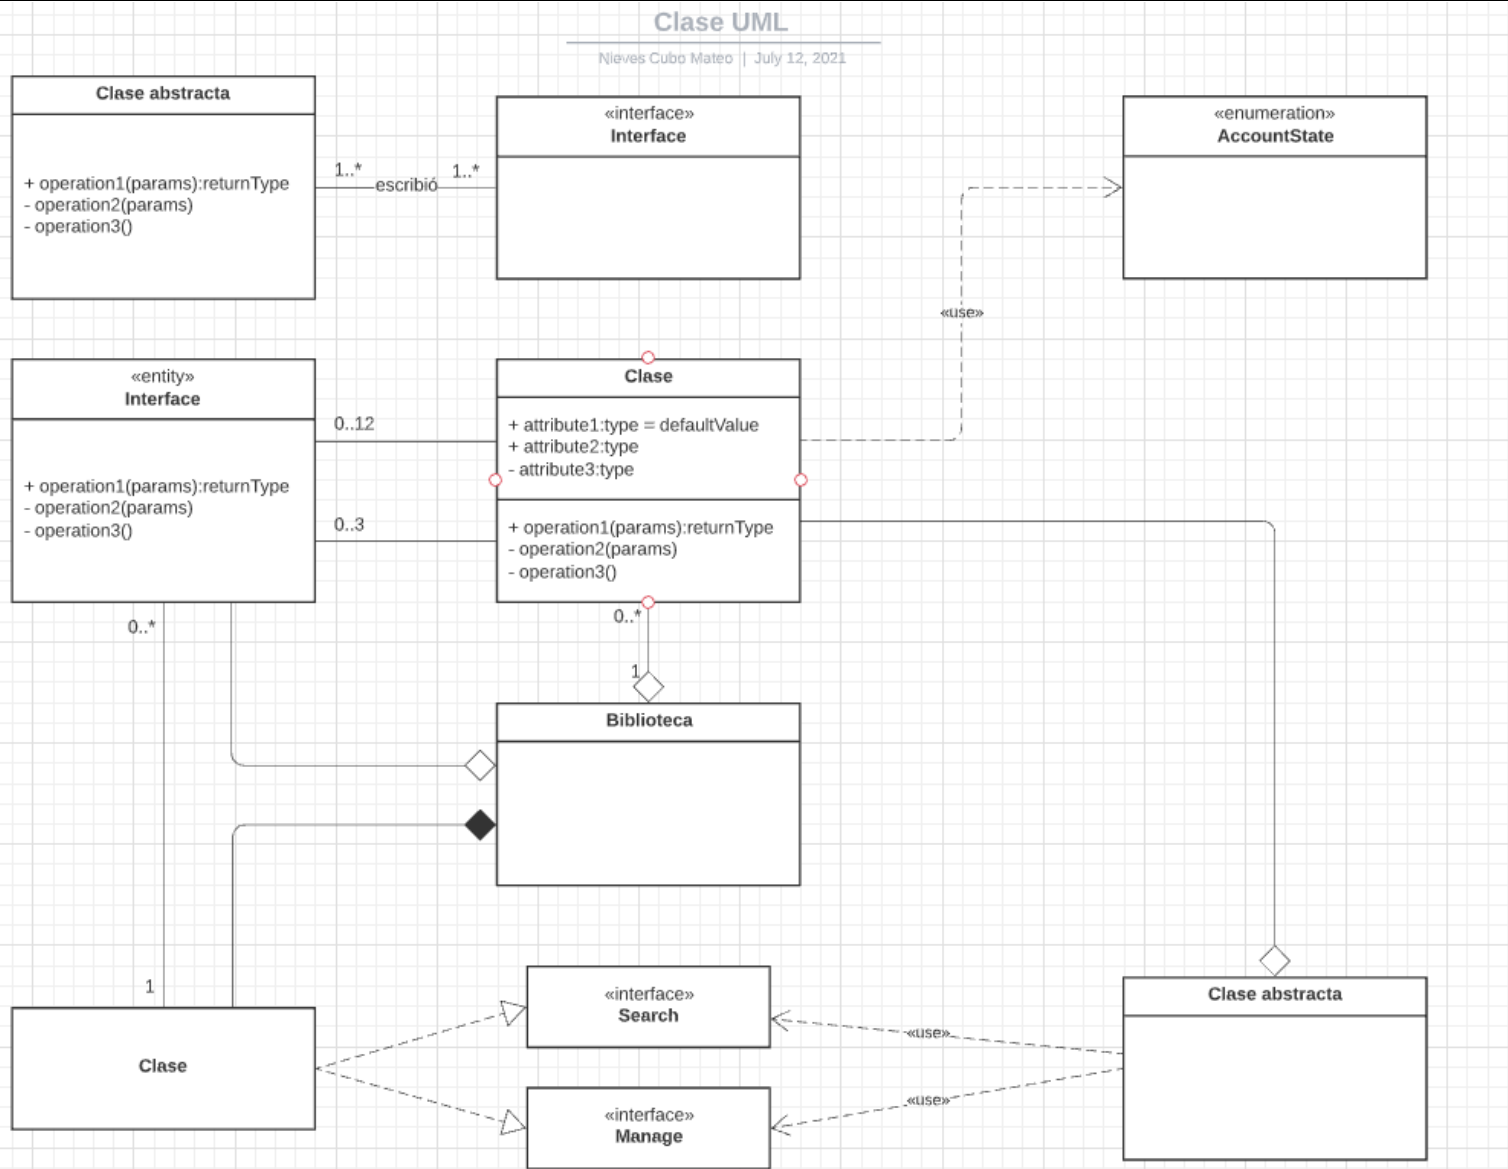 Clase UML
Nieves Cubo Mateo | July 12, 2021
Clase abstracta
+ operation1(params):returnType
- operation2(params)
- operation3()
1..*
escribió
1..*
«interface»
Interface
«enumeration»
AccountState
«use»
«entity»
Interface
+ operation1(params):returnType
- operation2(params)
- operation3()
0..12
0..3
Clase
+ attribute1:type = defaultValue
+ attribute2:type
- attribute3:type
+ operation1(params):returnType
- operation2(params)
- operation3()
0..*
0..*
1
Biblioteca
1
Clase
«interface»
Search
«interface»
Manage
«use»
«use»
Clase abstracta